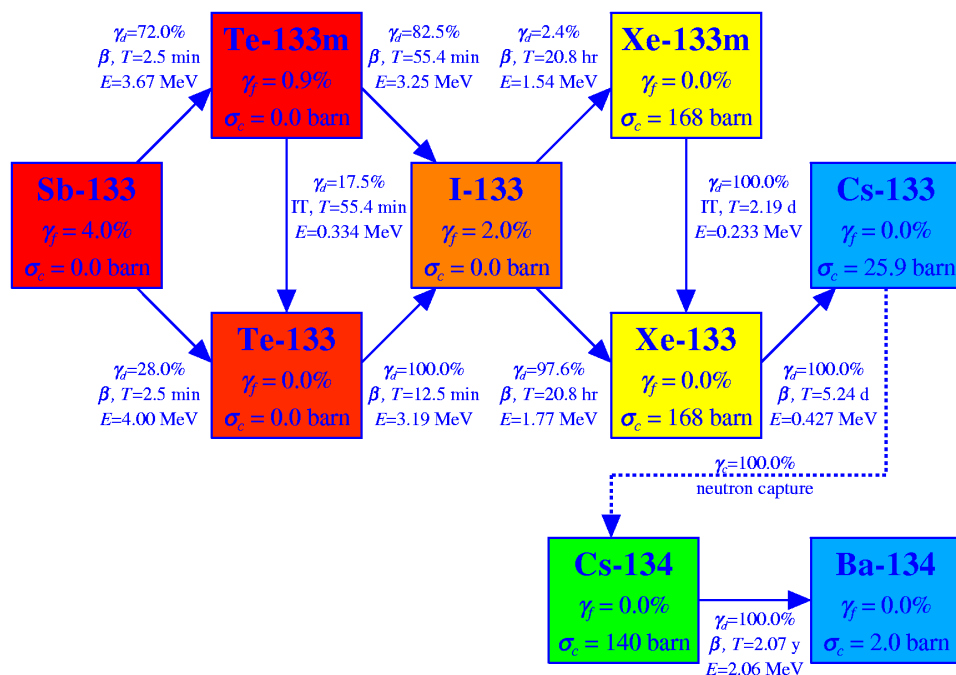 γd=72.0%
β, T=2.5 min
E=3.67 MeV
Te-133m
γf = 0.9%
σc = 0.0 barn
γd=82.5%
β, T=55.4 min
E=3.25 MeV
γd=2.4%
β, T=20.8 hr
E=1.54 MeV
Xe-133m
γf = 0.0%
σc = 168 barn
Sb-133
γf = 4.0%
σc = 0.0 barn
γd=17.5%
IT, T=55.4 min
E=0.334 MeV
I-133
γf = 2.0%
σc = 0.0 barn
γd=100.0%
IT, T=2.19 d
E=0.233 MeV
Cs-133
γf = 0.0%
σc = 25.9 barn
γd=28.0%
β, T=2.5 min
E=4.00 MeV
Te-133
γf = 0.0%
σc = 0.0 barn
γd=100.0%
β, T=12.5 min
E=3.19 MeV
γd=97.6%
β, T=20.8 hr
E=1.77 MeV
Xe-133
γf = 0.0%
σc = 168 barn
γd=100.0%
β, T=5.24 d
E=0.427 MeV
γc=100.0%
neutron capture
Cs-134
γf = 0.0%
σc = 140 barn
γd=100.0%
β, T=2.07 y
E=2.06 MeV
Ba-134
γf = 0.0%
σc = 2.0 barn